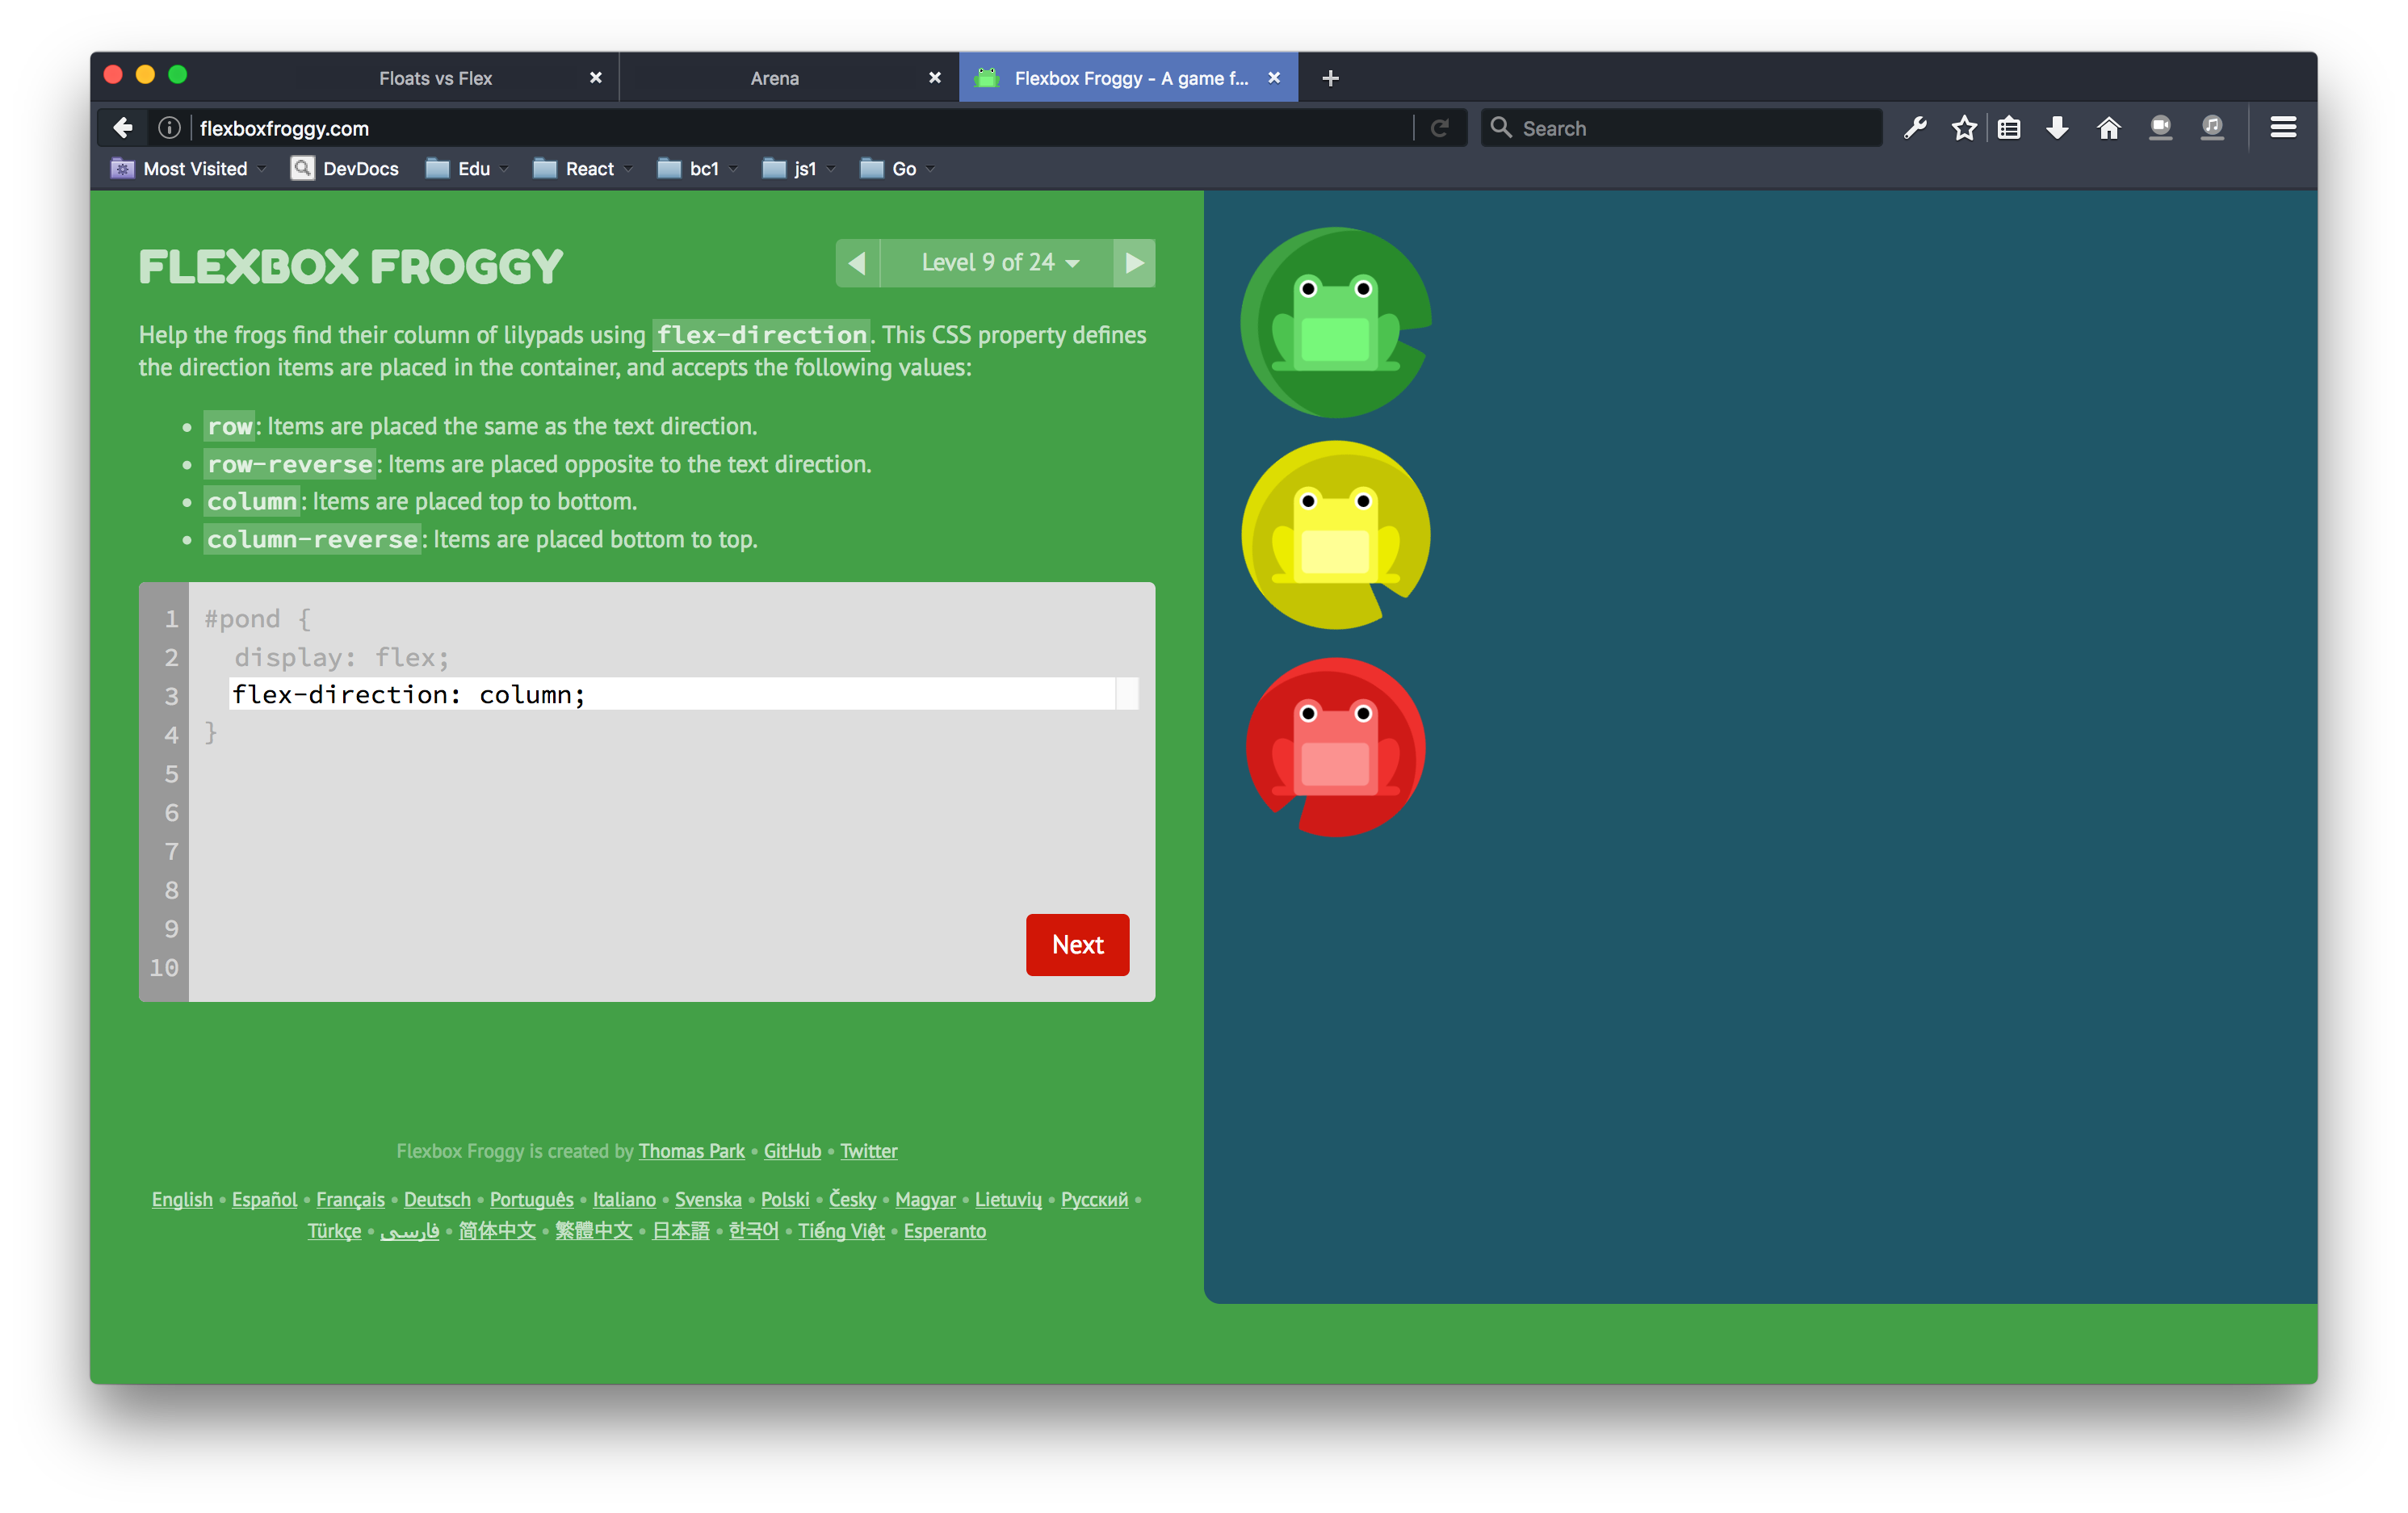 Floats vs Flex
Arena
Flexbox Froggy - A game f...
flexboxfroggy.com
Search
Most Visited
DevDocs
Edu
React
bc1
js1
Go
FLEXBOX FROGGY
Level 9 of 24
Help the frogs find their column of lilypads using flex-direction. This CSS property defines
the direction items are placed in the container, and accepts the following values:
• row: Items are placed the same as the text direction.
• row-reverse: Items are placed opposite to the text direction.
• column: Items are placed top to bottom.
• column-reverse: Items are placed bottom to top.
1 #pond {
2 display: flex;
3 flex-direction: column;
4 }
5
6
7
8
9
10
Next
Flexbox Froggy is created by Thomas Park • GitHub • Twitter
English • Español • Français • Deutsch • Português • Italiano • Svenska • Polski • Česky • Magyar • Lietuvių • Русский •
Türkçe • فارسی • 简体中文 • 繁體中文 • 日本語 • 한국어 • Tiếng Việt • Esperanto